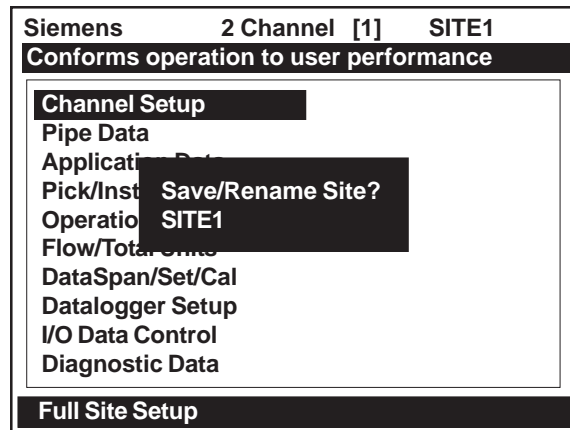 Siemens 2 Channel [1] SITE1
Conforms operation to user performance
Channel Setup
Pipe Data
Application Data
Pick/Inst
Save/Rename Site?
Operatio
SITE1
Flow/Total Units
DataSpan/Set/Cal
Datalogger Setup
I/O Data Control
Diagnostic Data
Full Site Setup